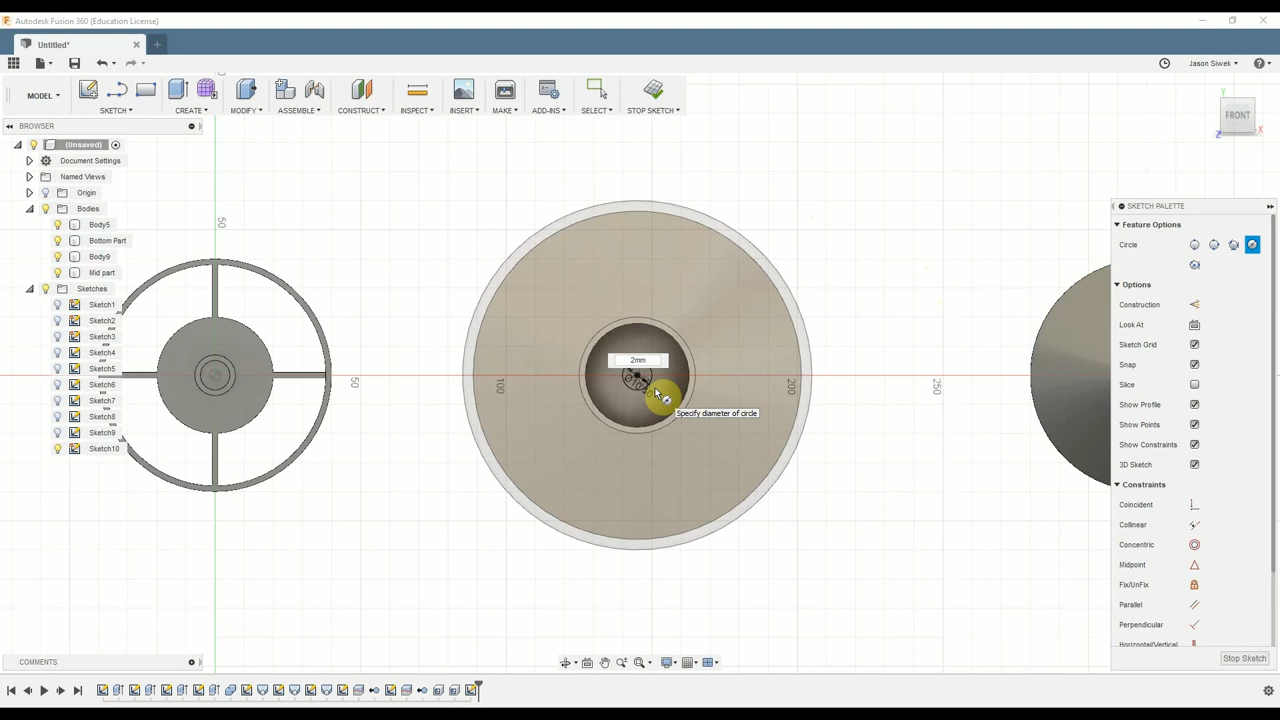 Autodesk Fusion 360 (Education License)
Untitled*
Jason Siwek
MODEL
SKETCH
CREATE
MODIFY
ASSEMBLE
CONSTRUCT
INSPECT
INSERT
MAKE
ADD-INS
SELECT
STOP SKETCH
FRONT
Y
X
Z
BROWSER
(Unsaved)
Document Settings
Named Views
Origin
Bodies
Body5
Bottom Part
Body9
Mid part
Sketches
Sketch1
Sketch2
Sketch3
Sketch4
Sketch5
Sketch6
Sketch7
Sketch8
Sketch9
Sketch10
50
50
100
200
250
2mm
Specify diameter of circle
SKETCH PALETTE
Feature Options
Circle
Options
Construction
Look At
Sketch Grid
Snap
Slice
Show Profile
Show Points
Show Constraints
3D Sketch
Constraints
Coincident
Collinear
Concentric
Midpoint
Fix/UnFix
Parallel
Perpendicular
Horizontal/Vertical
Stop Sketch
COMMENTS